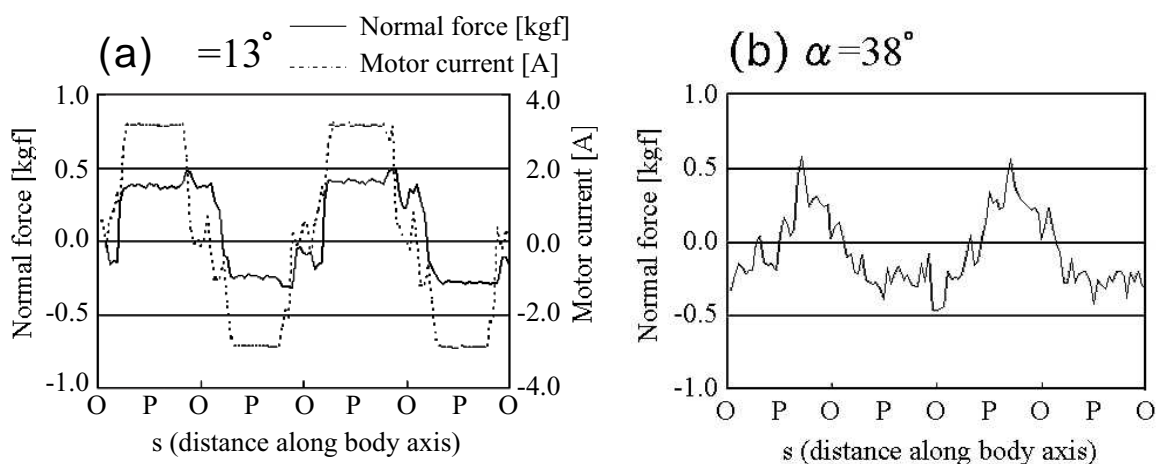 (a) =13°
Normal force [kgf]
Motor current [A]
Normal force [kgf]
1.0
0.5
0.0
-0.5
-1.0
4.0
2.0
0.0
-2.0
-4.0
Motor current [A]
O P O P O P O P O
s (distance along body axis)
(b) α=38°
Normal force [kgf]
1.0
0.5
0.0
-0.5
-1.0
O P O P O P O P O
s (distance along body axis)